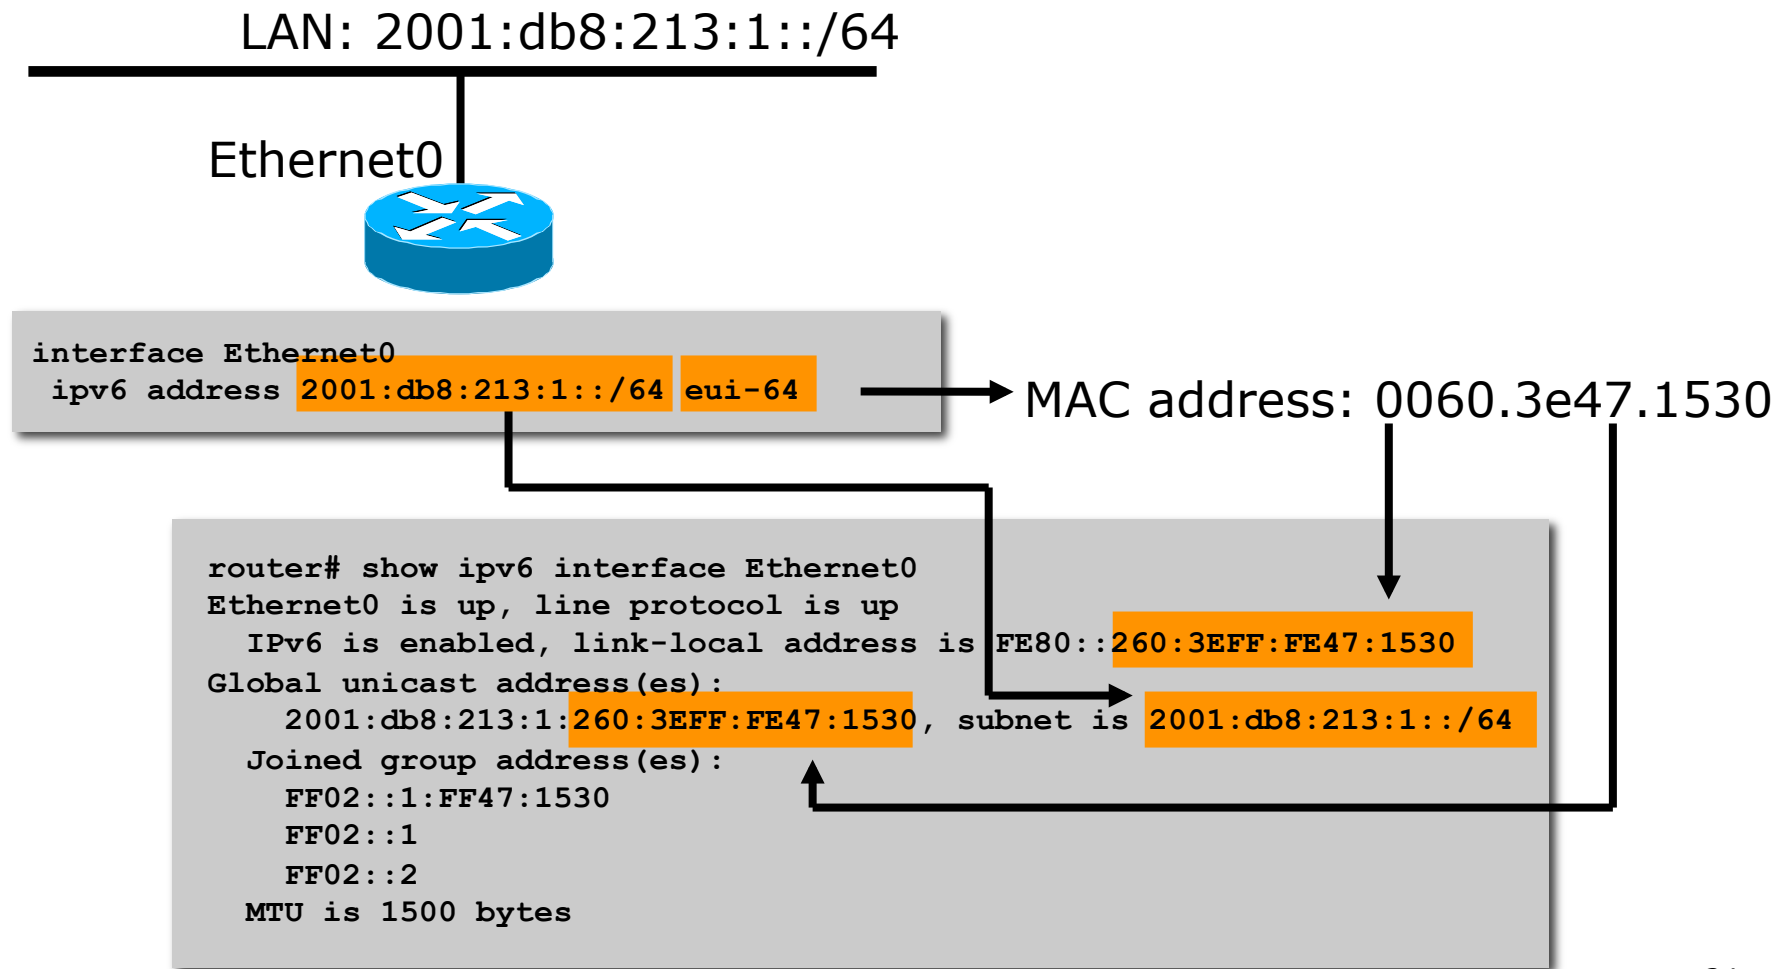 LAN: 2001:db8:213:1::/64
Ethernet0
interface Ethernet0
ipv6 address 2001:db8:213:1::/64 eui-64
MAC address: 0060.3e47.1530
router# show ipv6 interface Ethernet0
Ethernet0 is up, line protocol is up
IPv6 is enabled, link-local address is FE80::260:3EFF:FE47:1530
Global unicast address(es):
2001:db8:213:1:260:3EFF:FE47:1530, subnet is 2001:db8:213:1::/64
Joined group address(es):
FF02::1:FF47:1530
FF02::1
FF02::2
MTU is 1500 bytes